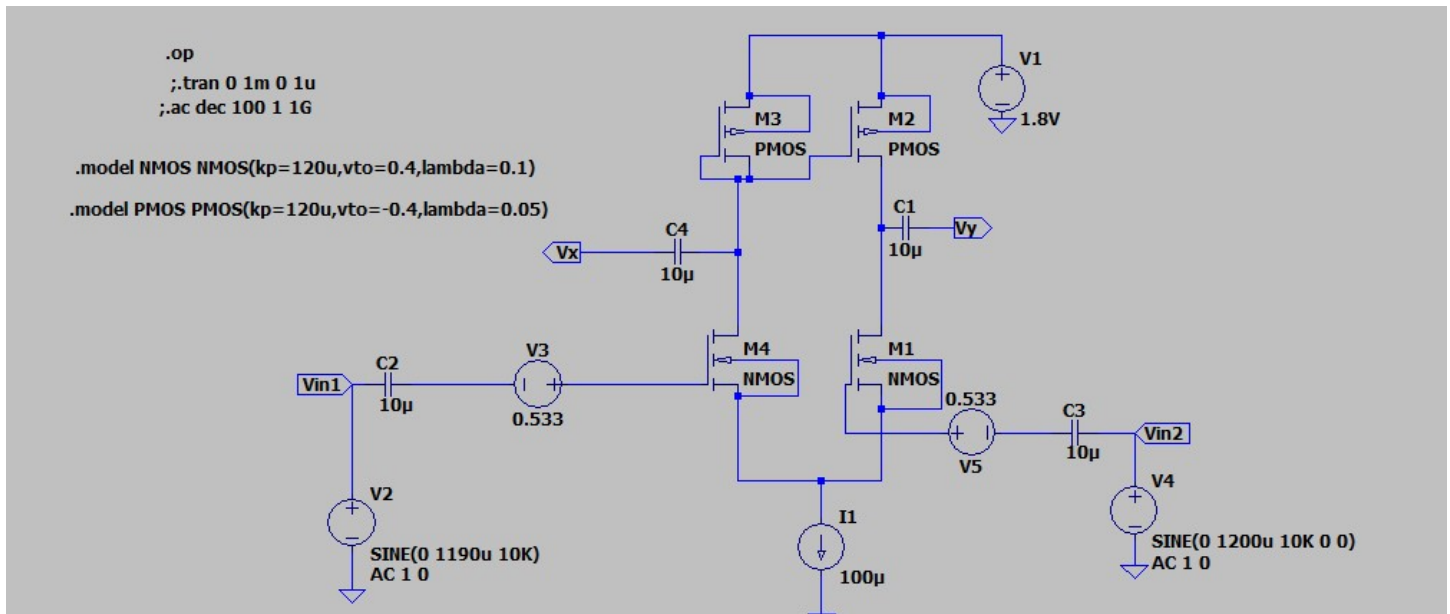 .op
;.tran 0 1m 0 1u
;.ac dec 100 1 1G
.model NMOS NMOS(kp=120u,vto=0.4,lambda=0.1)
.model PMOS PMOS(kp=120u,vto=-0.4,lambda=0.05)
V1
1.8V
M3
PMOS
M2
PMOS
C4
10µ
Vx
C1
10µ
Vy
M4
NMOS
M1
NMOS
V3
0.533
C2
10µ
Vin1
0.533
V5
C3
10µ
Vin2
V2
SINE(0 1190u 10K)
AC 1 0
I1
100µ
V4
SINE(0 1200u 10K 0 0)
AC 1 0